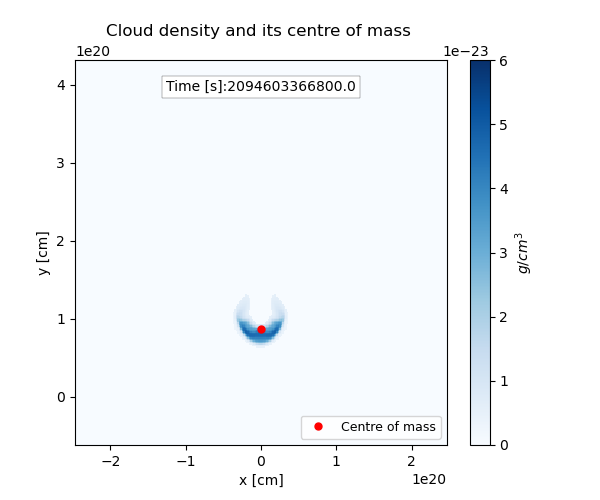 Cloud density and its centre of mass
1e20
1e−23
Time [s]:2094603366800.0
4
3
2
1
0
y [cm]
−2
−1
0
1
2
x [cm]
1e20
Centre of mass
6
5
4
3
2
1
0
g/cm³